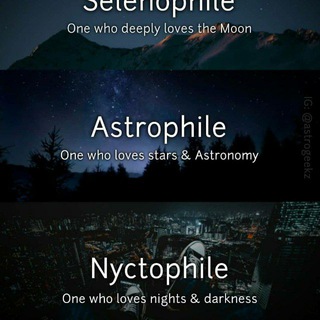 Selenophile
One who deeply loves the Moon
Astrophile
One who loves stars & Astronomy
IG: @astrogeekz
Nyctophile
One who loves nights & darkness